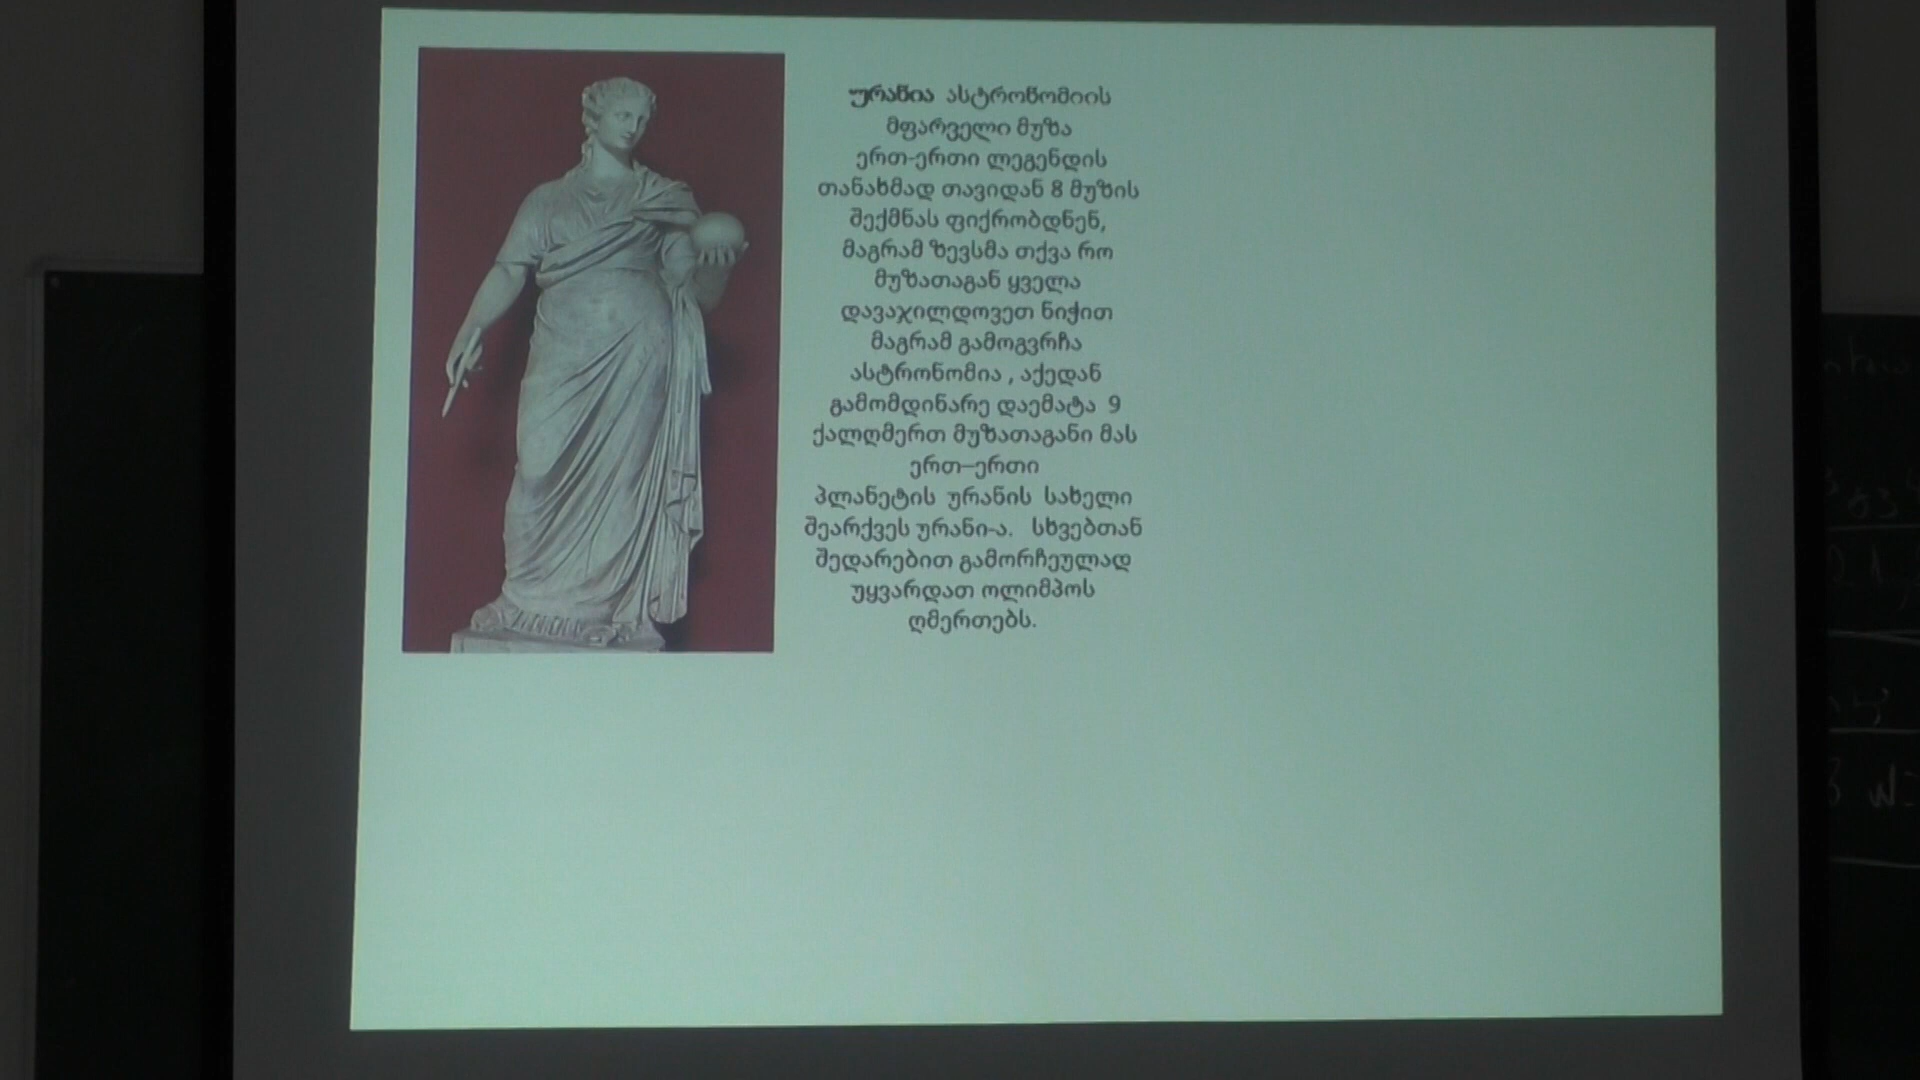 ურანია ასტრონომიის
მფარველი მუზა
ერთ-ერთი ლეგენდის
თანახმად თავიდან 8 მუზის
შექმნას ფიქრობდნენ,
მაგრამ ზევსმა თქვა რო
მუზათაგან ყველა
დავაჯილდოვეთ ნიჭით
მაგრამ გამოგვრჩა
ასტრონომია , აქედან
გამომდინარე დაემატა 9
ქალღმერთ მუზათაგანი მას
ერთ–ერთი
პლანეტის ურანის სახელი
შეარქვეს ურანი-ა. სხვებთან
შედარებით გამორჩეულად
უყვარდათ ოლიმპოს
ღმერთებს.